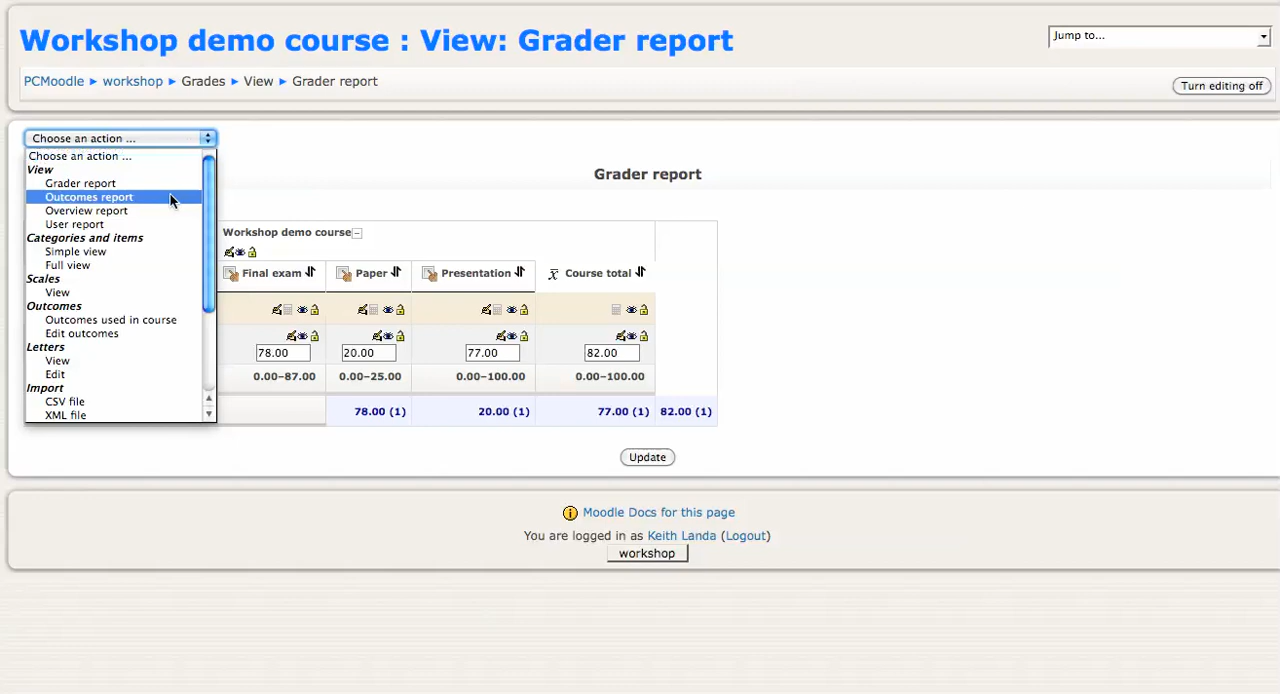 Workshop demo course : View: Grader report
Jump to...
PCMoodle ► workshop ► Grades ► View ► Grader report
Turn editing off
Choose an action ...
Choose an action ...
View
Grader report
Outcomes report
Overview report
User report
Categories and items
Simple view
Full view
Scales
View
Outcomes
Outcomes used in course
Edit outcomes
Letters
View
Edit
Import
CSV file
XML file
Grader report
Workshop demo course
Final exam Paper Presentation x̄ Course total
78.00 20.00 77.00 82.00
0.00–87.00 0.00–25.00 0.00–100.00 0.00–100.00
78.00 (1) 20.00 (1) 77.00 (1) 82.00 (1)
Update
Moodle Docs for this page
You are logged in as Keith Landa (Logout)
workshop